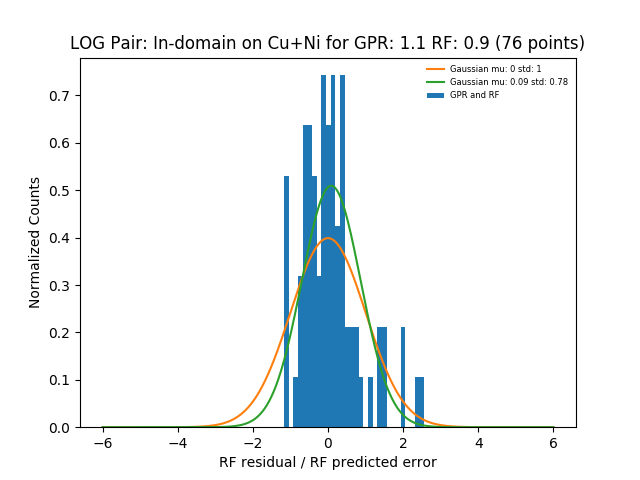 LOG Pair: In-domain on Cu+Ni for GPR: 1.1 RF: 0.9 (76 points)
Gaussian mu: 0 std: 1
Gaussian mu: 0.09 std: 0.78
GPR and RF
Normalized Counts
0.7
0.6
0.5
0.4
0.3
0.2
0.1
0.0
−6 −4 −2 0 2 4 6
RF residual / RF predicted error